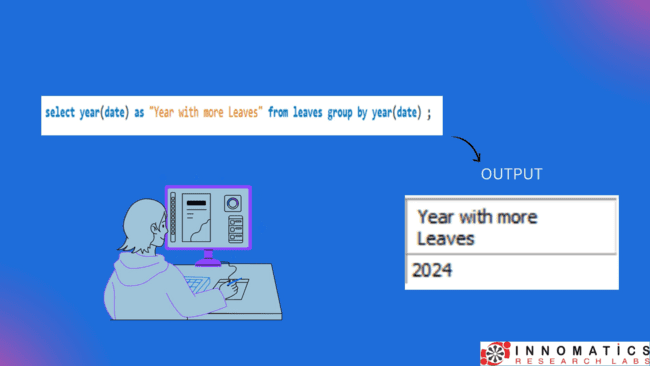 select year(date) as "Year with more Leaves" from leaves group by year(date) ;
OUTPUT
Year with more
Leaves
2024
INNOMATICS
RESEARCH LABS